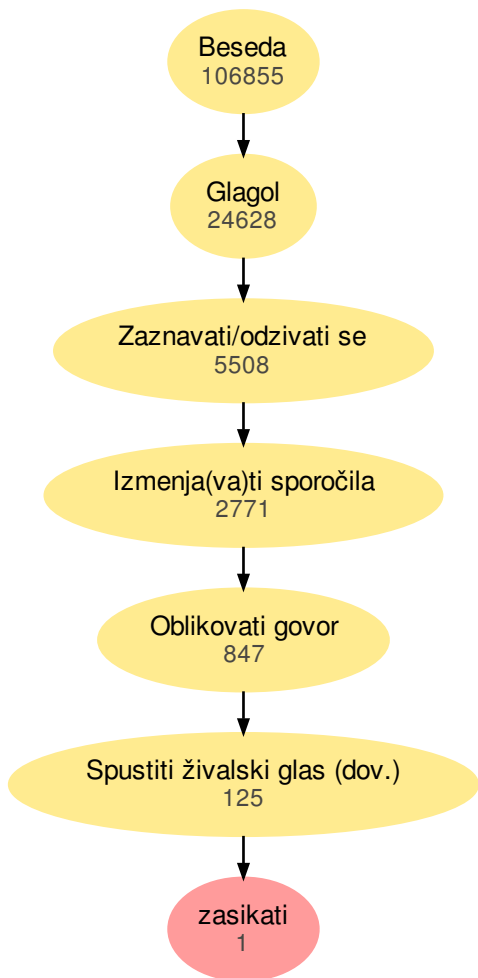 Beseda
106855
Glagol
24628
Zaznavati/odzivati se
5508
Izmenja(va)ti sporočila
2771
Oblikovati govor
847
Spustiti živalski glas (dov.)
125
zasikati
1